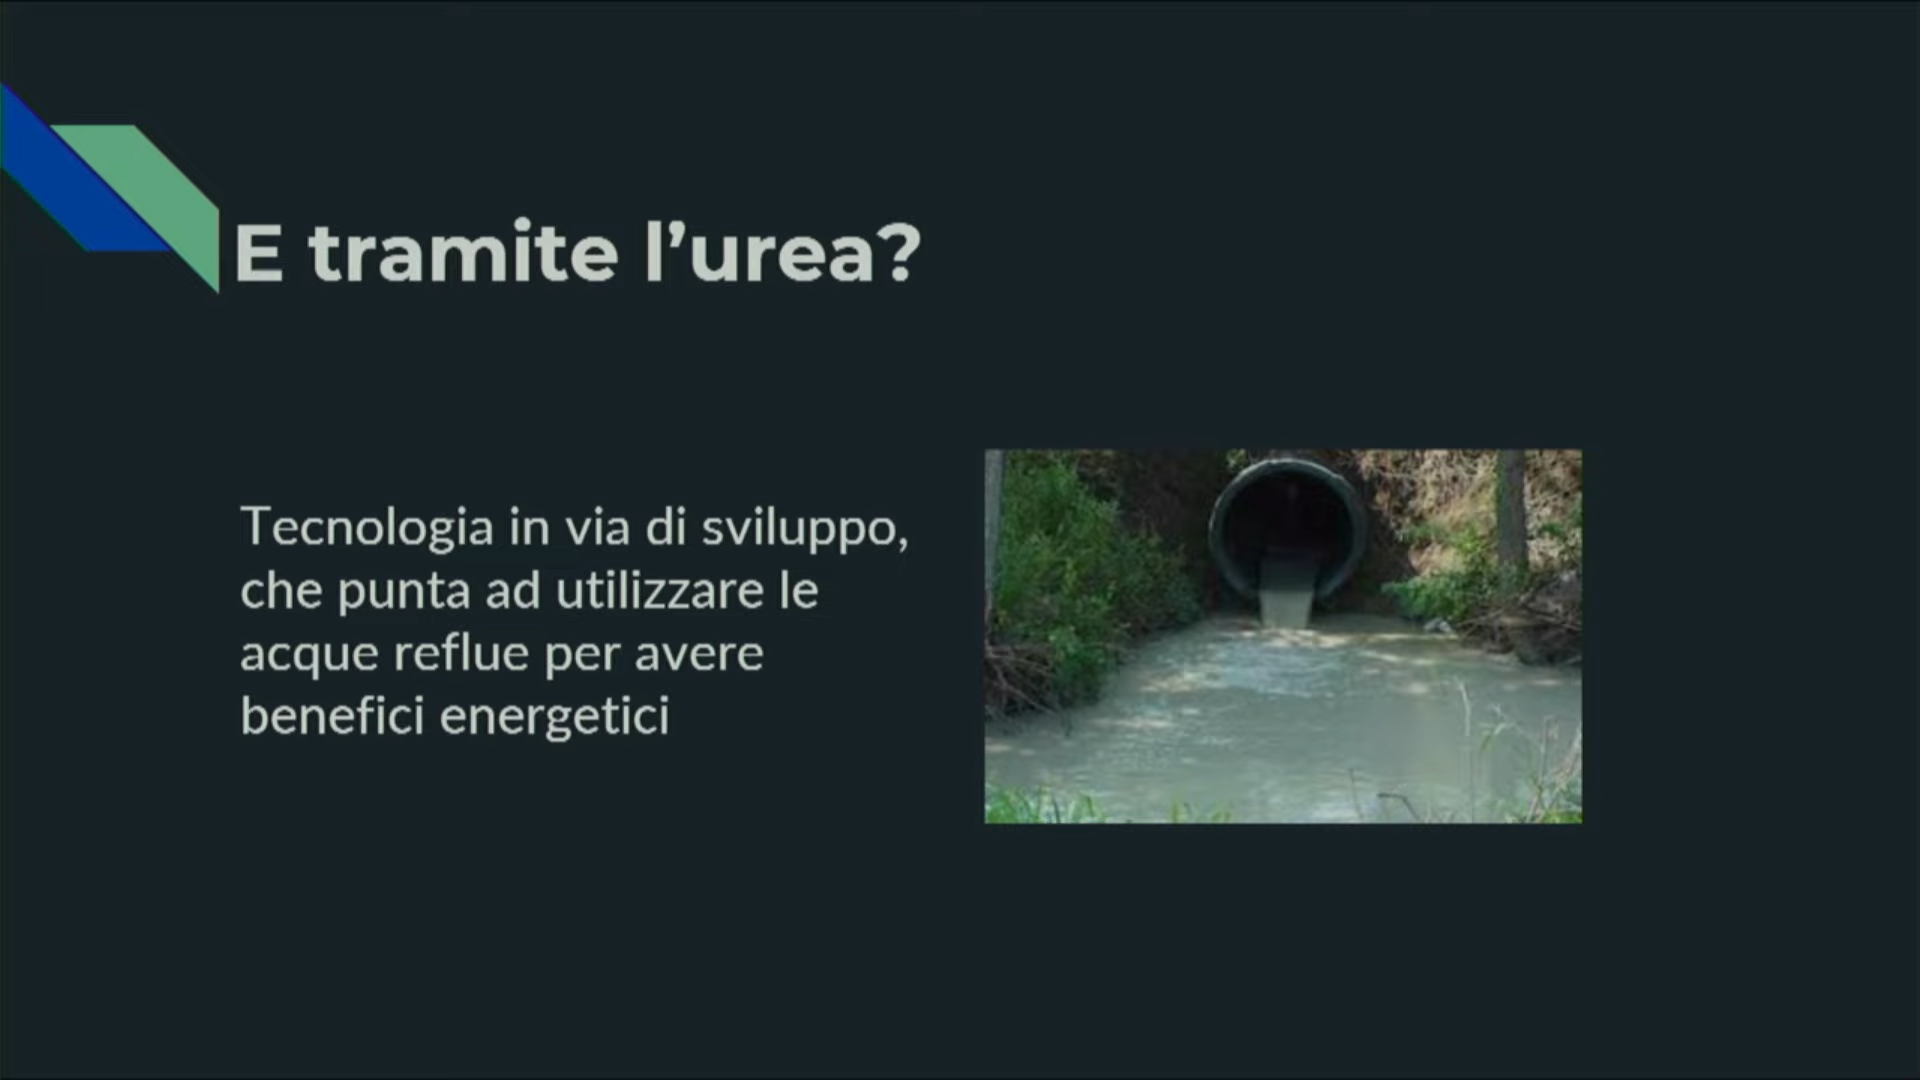 E tramite l’urea?
Tecnologia in via di sviluppo,
che punta ad utilizzare le
acque reflue per avere
benefici energetici